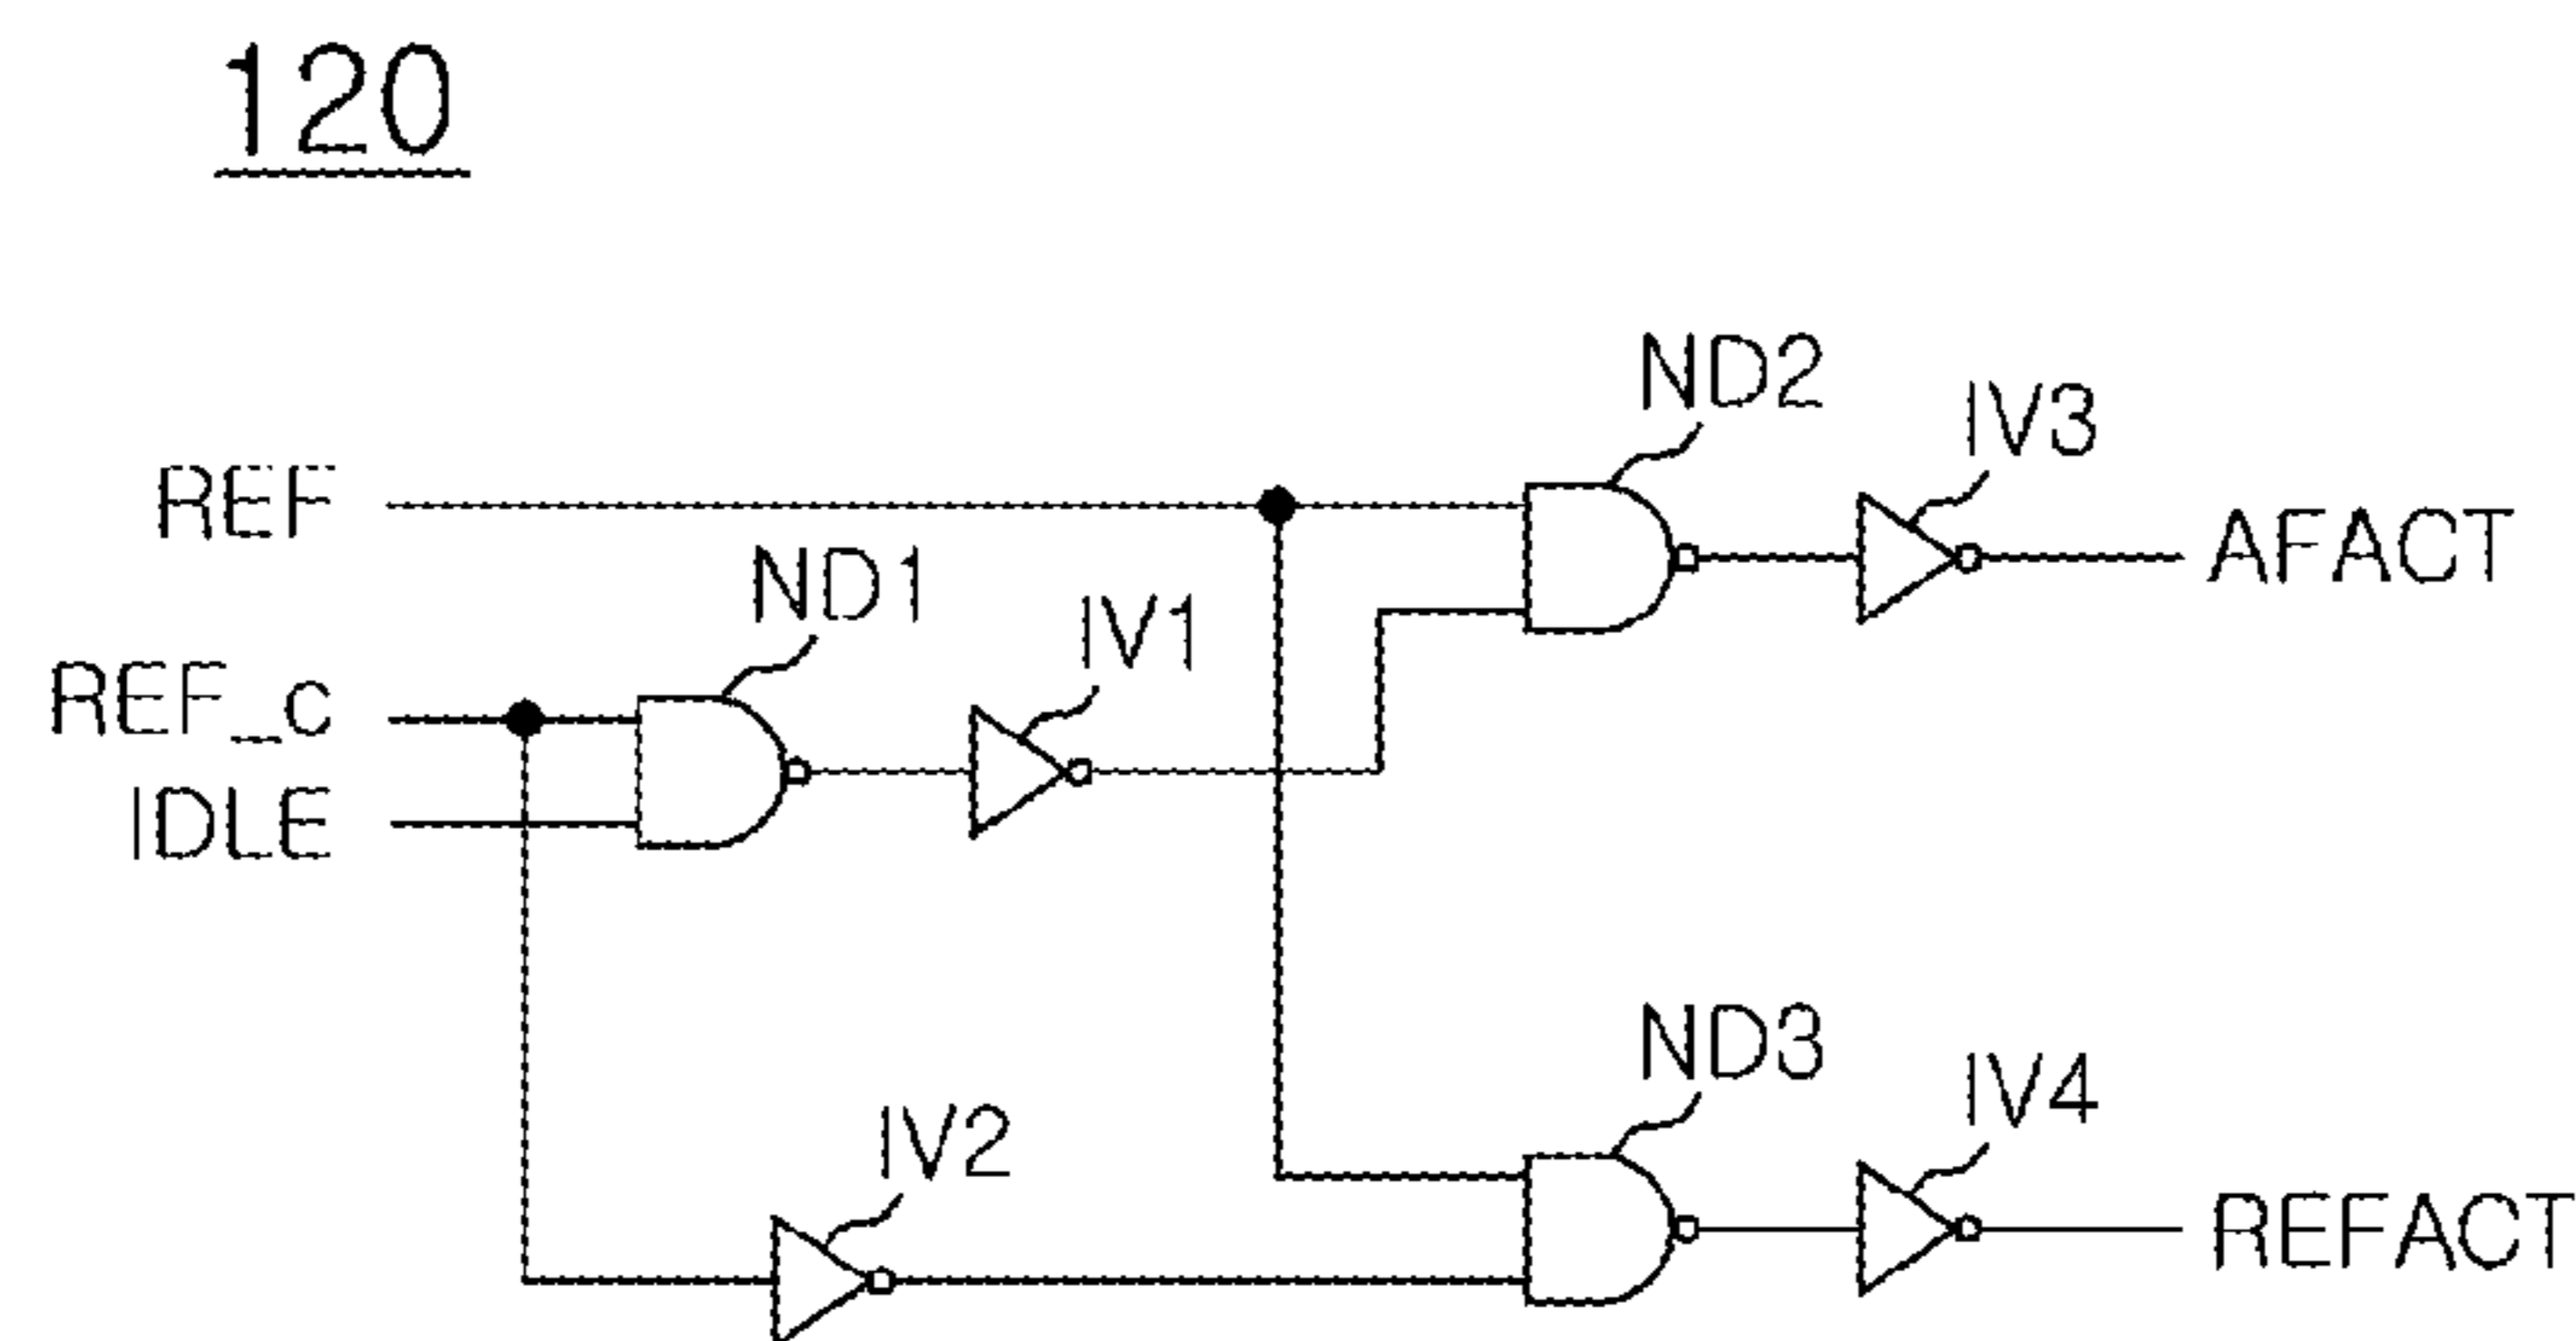 120
ND2
IV3
REF
AFACT
ND1
IV1
REF_c
IDLE
ND3
IV4
IV2
REFACT